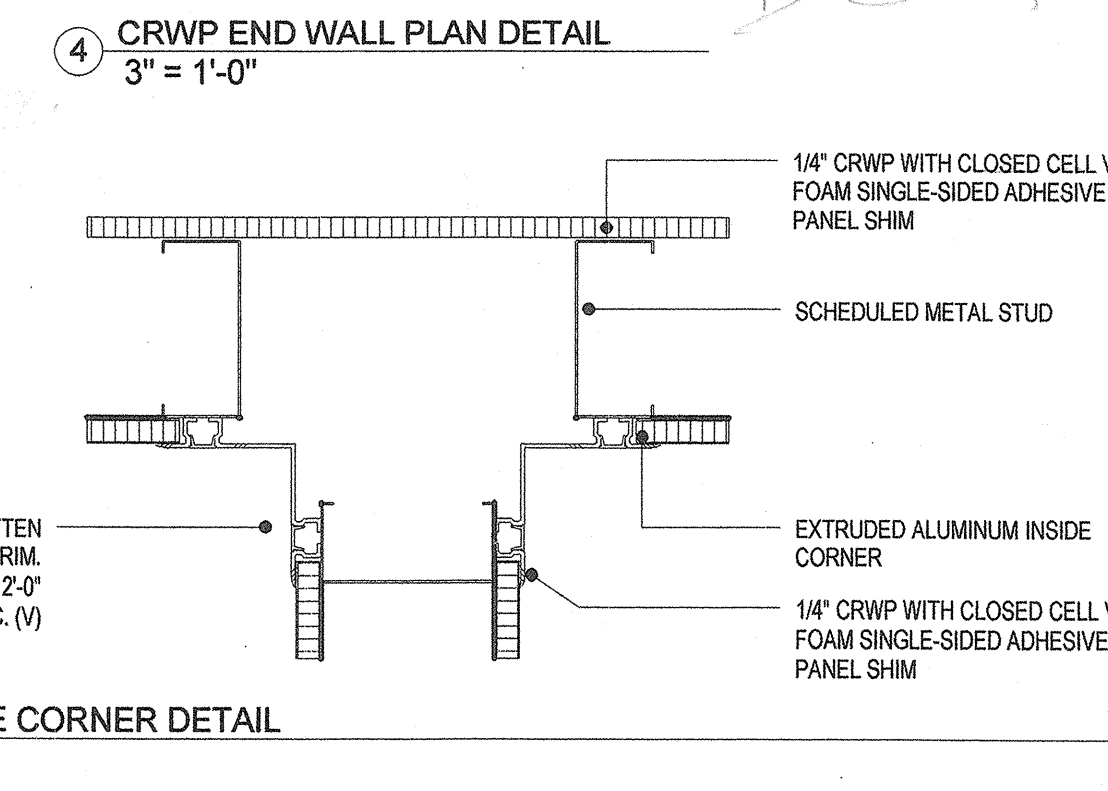 4
CRWP END WALL PLAN DETAIL
3" = 1'-0"
1/4" CRWP WITH CLOSED CELL
FOAM SINGLE-SIDED ADHESIVE
PANEL SHIM
SCHEDULED METAL STUD
EXTRUDED ALUMINUM INSIDE
CORNER
1/4" CRWP WITH CLOSED CELL
FOAM SINGLE-SIDED ADHESIVE
PANEL SHIM
2'-0"
(V)
CORNER DETAIL